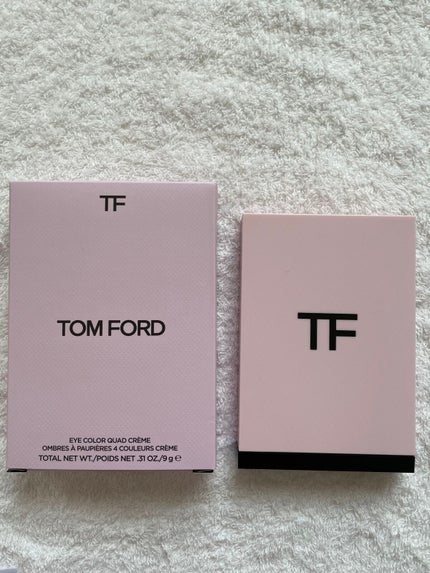 TF
TOM FORD
EYE COLOR QUAD CRÈME
OMBRES À PAUPIÈRES 4 COULEURS CRÈME
TOTAL NET WT./POIDS NET .31 OZ./9 g ℮
TF